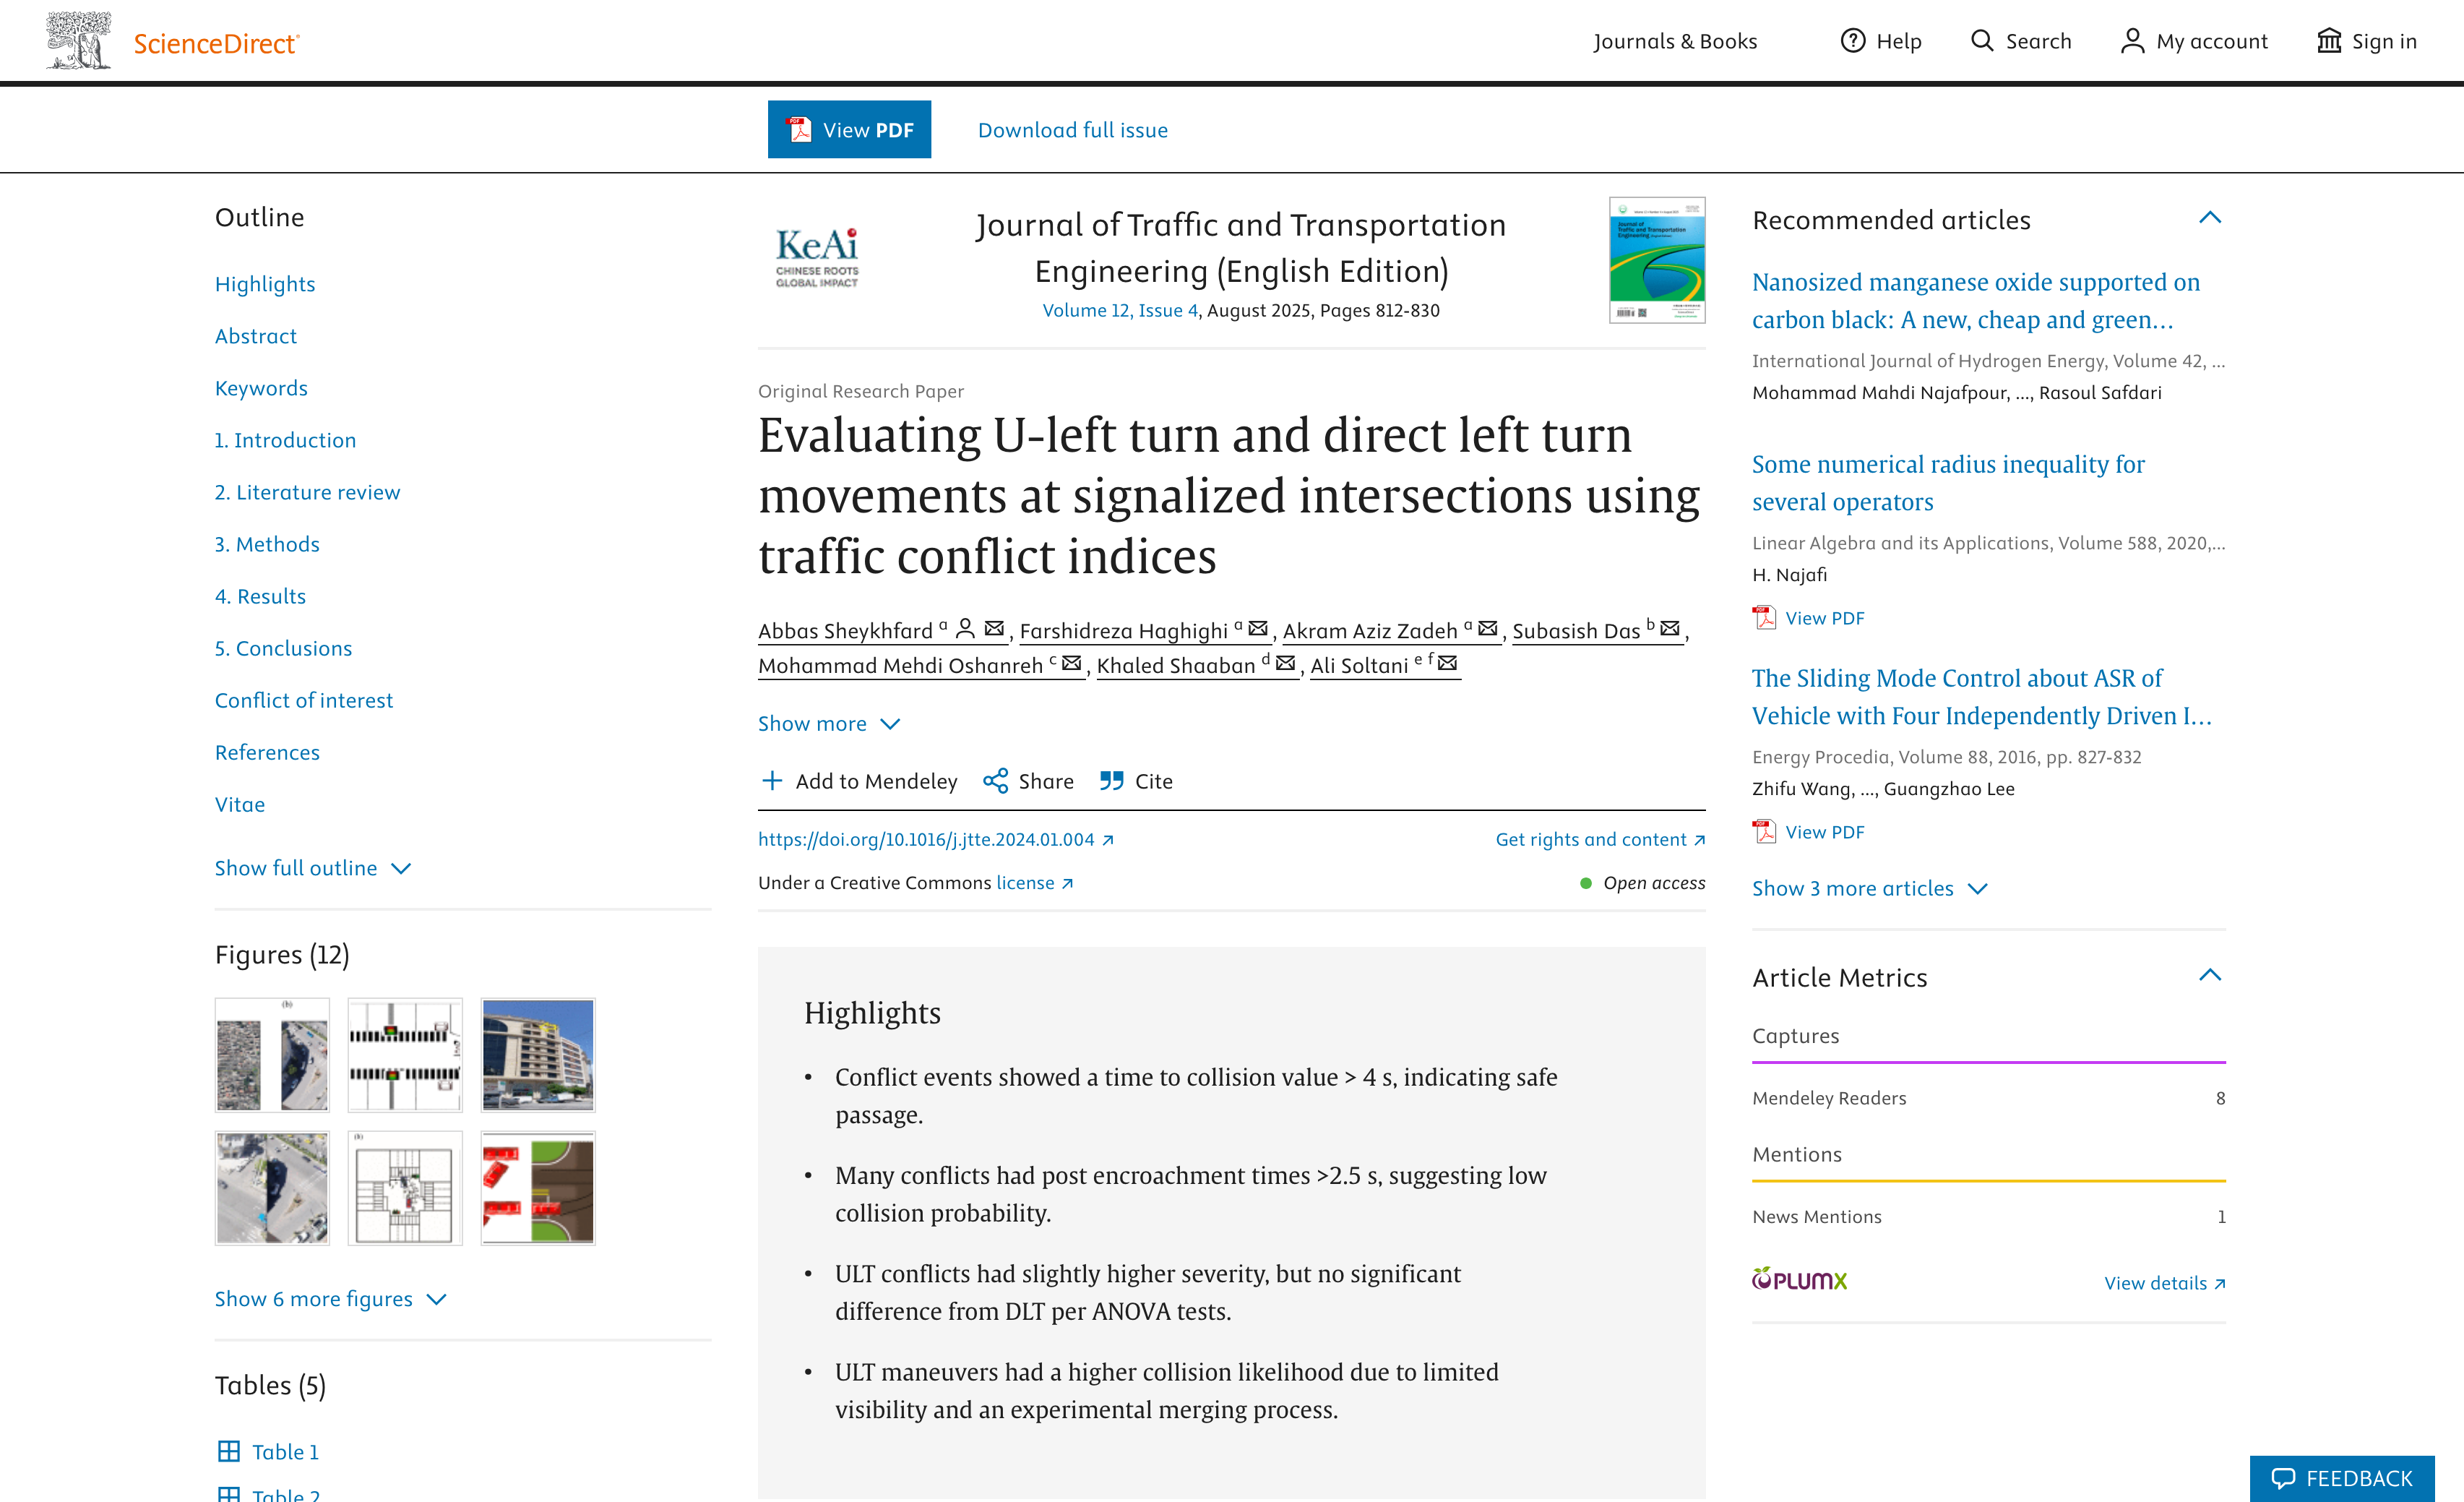 ScienceDirect®
Journals & Books
Help
Search
My account
Sign in
View PDF
Download full issue
Outline
Highlights
Abstract
Keywords
1. Introduction
2. Literature review
3. Methods
4. Results
5. Conclusions
Conflict of interest
References
Vitae
Show full outline
Figures (12)
(b)
(b)
Show 6 more figures
Tables (5)
Table 1
Table 2
KeAi
CHINESE ROOTS
GLOBAL IMPACT
Journal of Traffic and Transportation
Engineering (English Edition)
Volume 12, Issue 4, August 2025, Pages 812-830
Original Research Paper
Evaluating U-left turn and direct left turn
movements at signalized intersections using
traffic conflict indices
Abbas Sheykhfard a, Farshidreza Haghighi a, Akram Aziz Zadeh a, Subasish Das b,
Mohammad Mehdi Oshanreh c, Khaled Shaaban d, Ali Soltani e f
Show more
Add to Mendeley
Share
Cite
https://doi.org/10.1016/j.jtte.2024.01.004
Get rights and content
Under a Creative Commons license
Open access
Highlights
• Conflict events showed a time to collision value > 4 s, indicating safe
passage.
• Many conflicts had post encroachment times >2.5 s, suggesting low
collision probability.
• ULT conflicts had slightly higher severity, but no significant
difference from DLT per ANOVA tests.
• ULT maneuvers had a higher collision likelihood due to limited
visibility and an experimental merging process.
Recommended articles
Nanosized manganese oxide supported on
carbon black: A new, cheap and green…
International Journal of Hydrogen Energy, Volume 42, …
Mohammad Mahdi Najafpour, …, Rasoul Safdari
Some numerical radius inequality for
several operators
Linear Algebra and its Applications, Volume 588, 2020,…
H. Najafi
View PDF
The Sliding Mode Control about ASR of
Vehicle with Four Independently Driven I…
Energy Procedia, Volume 88, 2016, pp. 827-832
Zhifu Wang, …, Guangzhao Lee
View PDF
Show 3 more articles
Article Metrics
Captures
Mendeley Readers 8
Mentions
News Mentions 1
PLUMX
View details
FEEDBACK